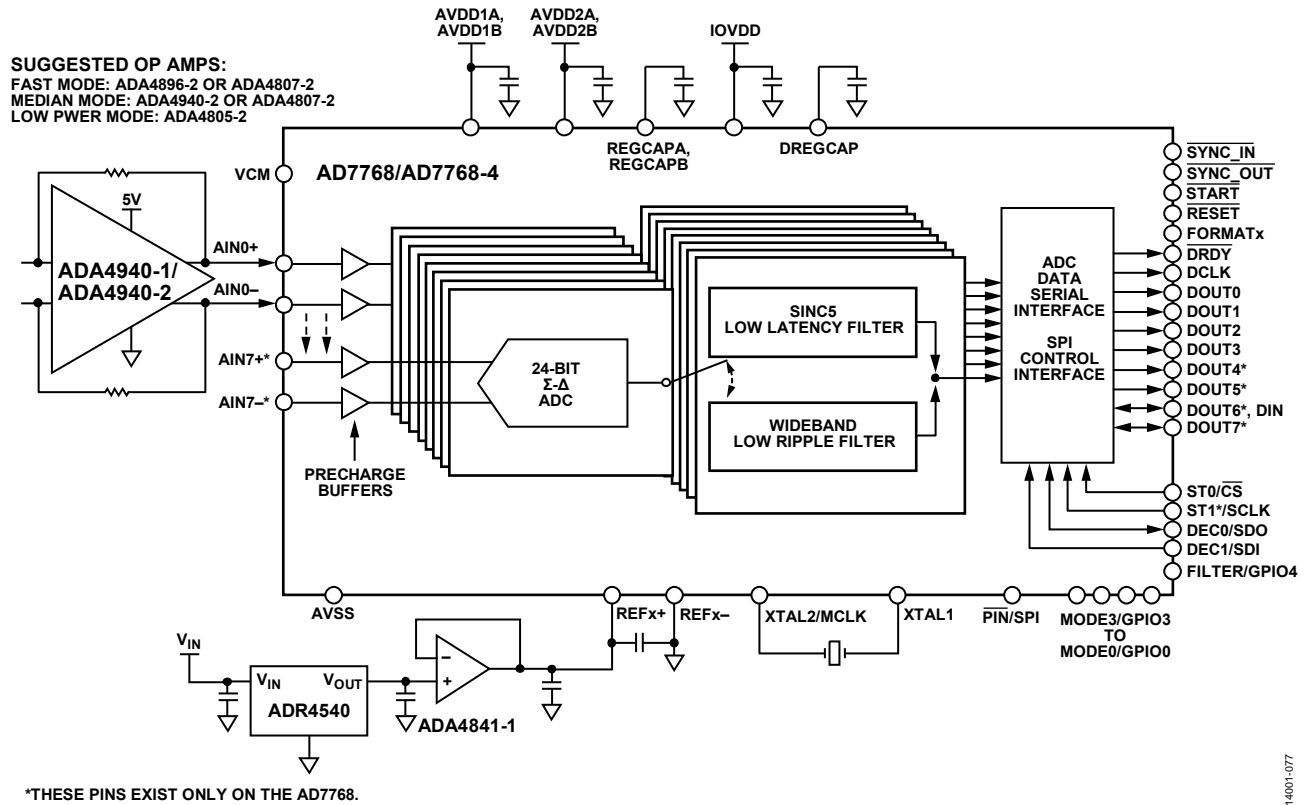 AVDD1A,
AVDD1B
AVDD2A,
AVDD2B
IOVDD
SUGGESTED OP AMPS:
FAST MODE: ADA4896-2 OR ADA4807-2
MEDIAN MODE: ADA4940-2 OR ADA4807-2
LOW PWER MODE: ADA4805-2
REGCAPA,
REGCAPB
DREGCAP
VCM
AD7768/AD7768-4
5V
ADA4940-1/
ADA4940-2
AIN0+
AIN0–
AIN7+*
AIN7–*
PRECHARGE
BUFFERS
24-BIT
Σ-Δ
ADC
SINC5
LOW LATENCY FILTER
WIDEBAND
LOW RIPPLE FILTER
ADC
DATA
SERIAL
INTERFACE
SPI
CONTROL
INTERFACE
SYNC_IN
SYNC_OUT
START
RESET
FORMATx
DRDY
DCLK
DOUT0
DOUT1
DOUT2
DOUT3
DOUT4*
DOUT5*
DOUT6*, DIN
DOUT7*
ST0/CS
ST1*/SCLK
DEC0/SDO
DEC1/SDI
FILTER/GPIO4
AVSS
REFx+
REFx–
XTAL2/MCLK
XTAL1
PIN/SPI
MODE3/GPIO3
TO
MODE0/GPIO0
VIN
VIN
VOUT
ADR4540
–
+
ADA4841-1
*THESE PINS EXIST ONLY ON THE AD7768.
14001-077